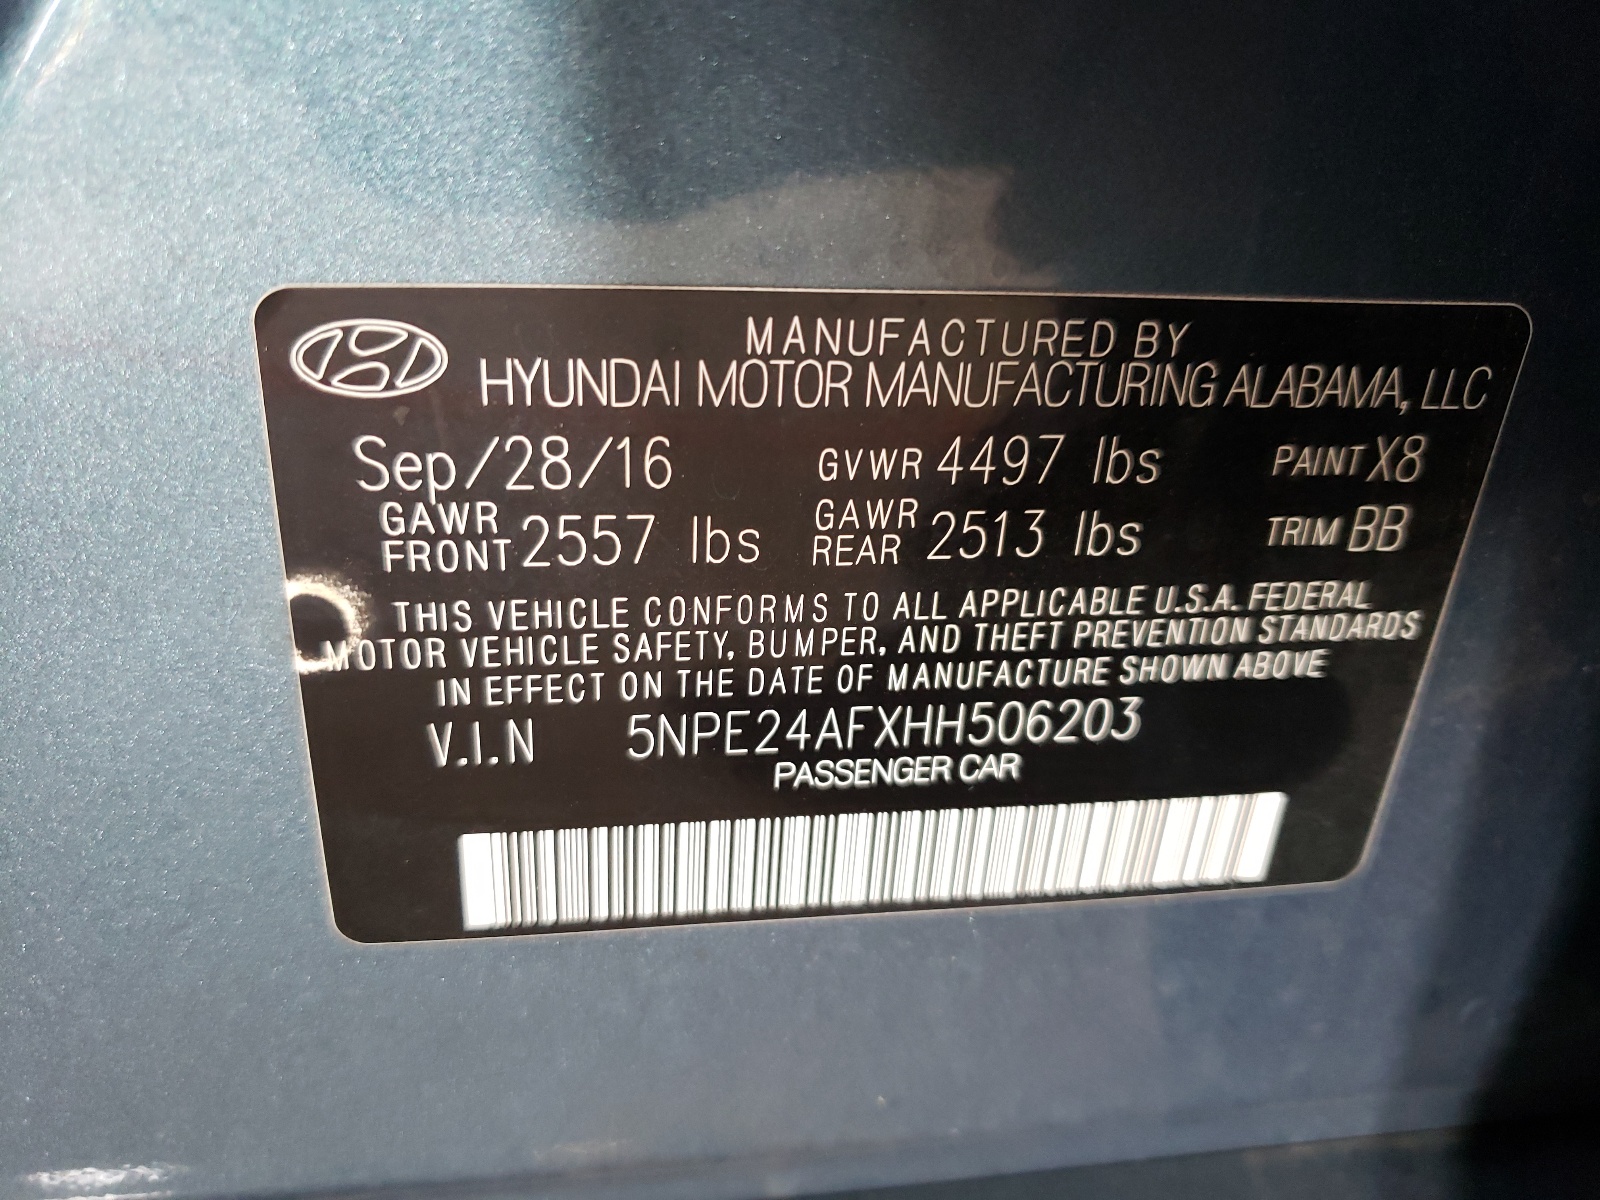 MANUFACTURED BY
HYUNDAI MOTOR MANUFACTURING ALABAMA, LLC
Sep/28/16 GVWR 4497 lbs PAINT X8
GAWR FRONT 2557 lbs GAWR REAR 2513 lbs TRIM BB
THIS VEHICLE CONFORMS TO ALL APPLICABLE U.S.A. FEDERAL
MOTOR VEHICLE SAFETY, BUMPER, AND THEFT PREVENTION STANDARDS
IN EFFECT ON THE DATE OF MANUFACTURE SHOWN ABOVE
V.I.N 5NPE24AFXHH506203
PASSENGER CAR